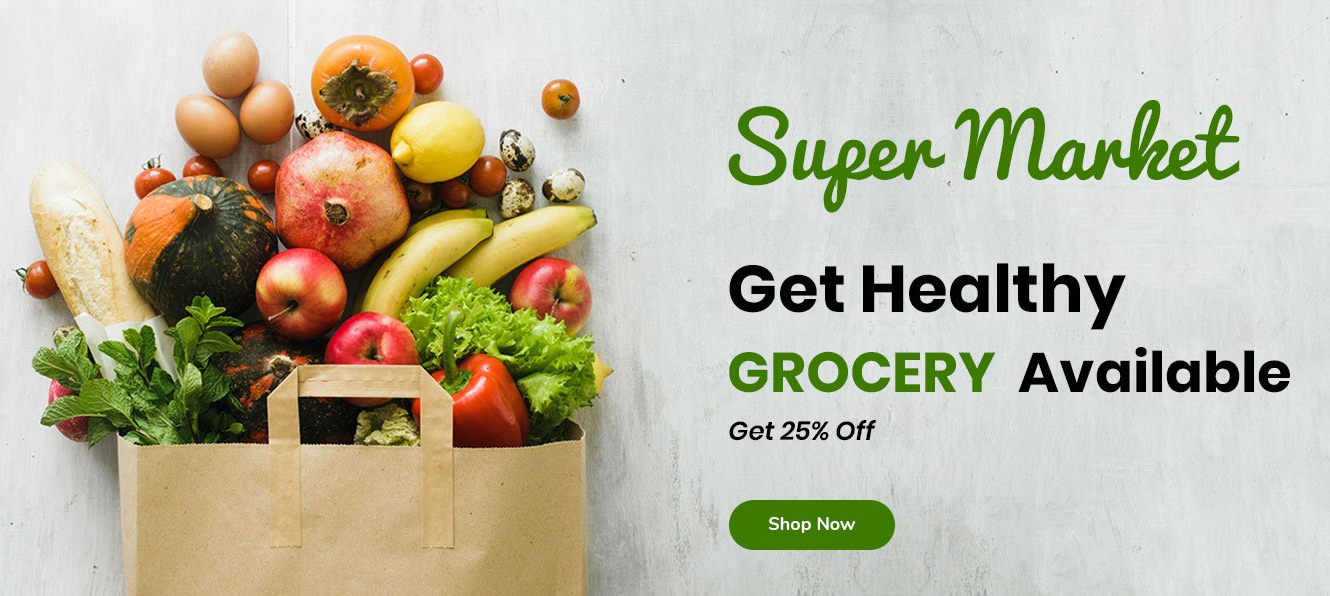 Super Market
Get Healthy
GROCERY Available
Get 25% Off
Shop Now